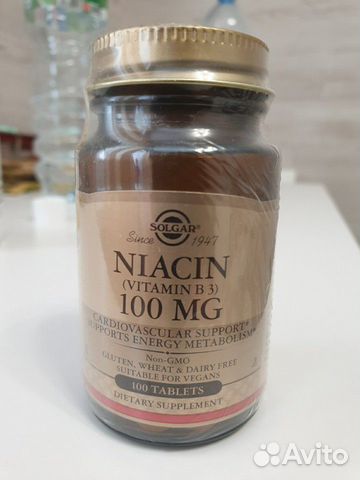 SOLGAR®
Since 1947
NIACIN
(VITAMIN B3)
100 MG
CARDIOVASCULAR SUPPORT*
SUPPORTS ENERGY METABOLISM*
Non-GMO
GLUTEN, WHEAT & DAIRY FREE
SUITABLE FOR VEGANS
100 TABLETS
DIETARY SUPPLEMENT
Avito